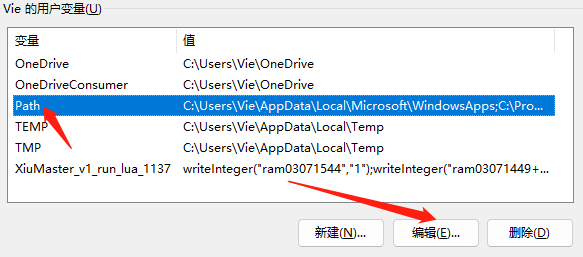 Vie 的用户变量(U)
变量 值
OneDrive C:\Users\Vie\OneDrive
OneDriveConsumer C:\Users\Vie\OneDrive
Path C:\Users\Vie\AppData\Local\Microsoft\WindowsApps;C:\Pro...
TEMP C:\Users\Vie\AppData\Local\Temp
TMP C:\Users\Vie\AppData\Local\Temp
XiuMaster_v1_run_lua_1137 writeInteger("ram03071544","1");writeInteger("ram03071449+...
新建(N)... 编辑(E)... 删除(D)